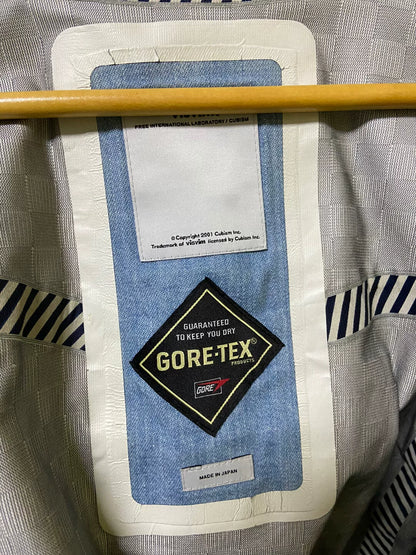 visvim
FREE INTERNATIONAL LABORATORY / CUBISM
© Copyright 2001 Cubism Inc.
Trademark of visvim licensed by Cubism Inc.
GUARANTEED
TO KEEP YOU DRY
GORE-TEX®
PRODUCTS
GORE
MADE IN JAPAN